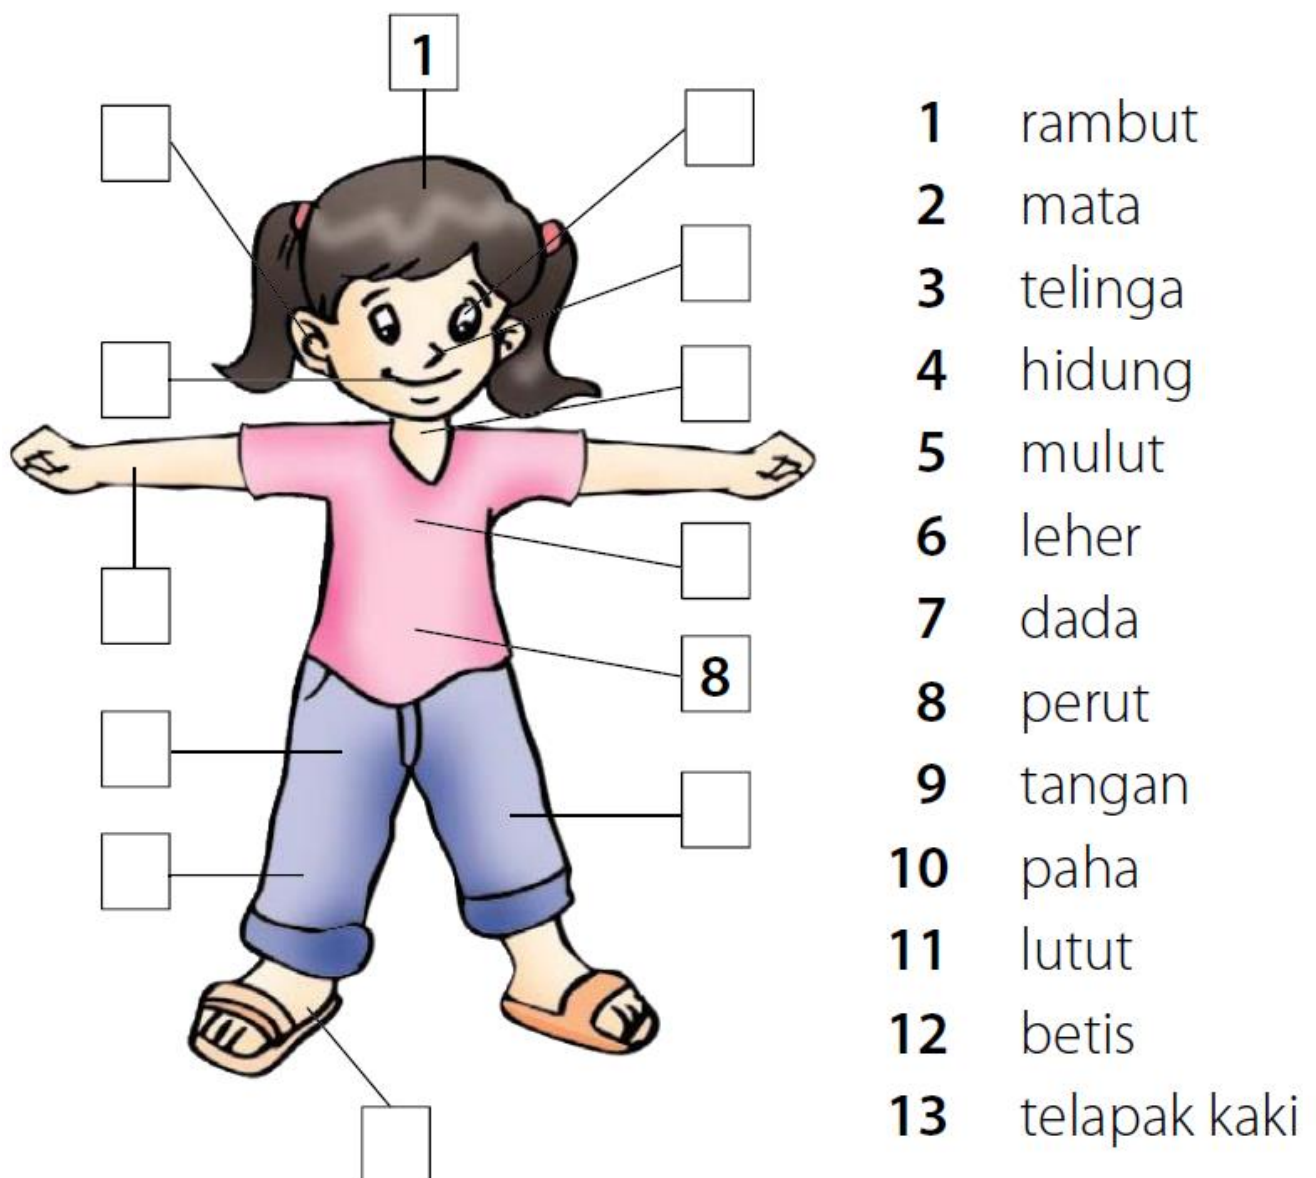 1
8
1 rambut
2 mata
3 telinga
4 hidung
5 mulut
6 leher
7 dada
8 perut
9 tangan
10 paha
11 lutut
12 betis
13 telapak kaki